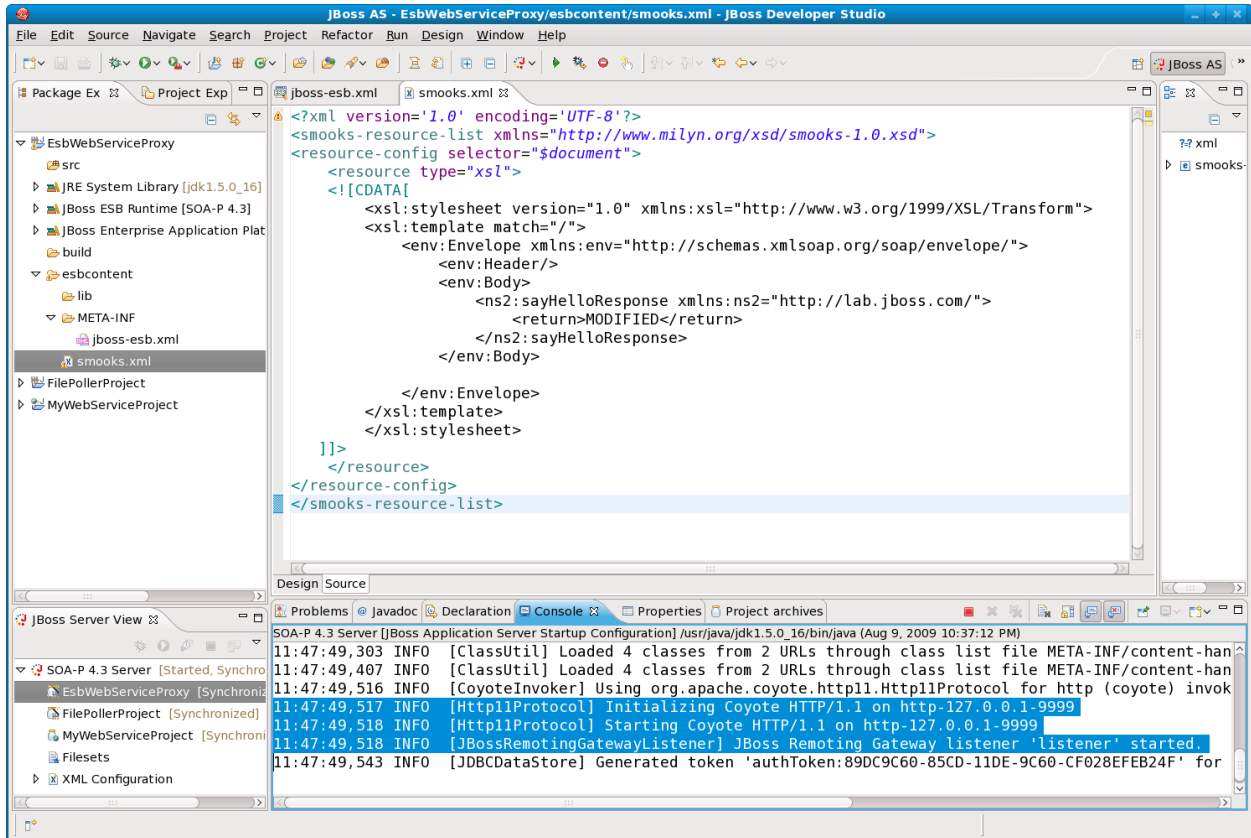 JBoss AS - EsbWebServiceProxy/esbcontent/smooks.xml - JBoss Developer Studio
File Edit Source Navigate Search Project Refactor Run Design Window Help
JBoss AS
Package Ex
Project Exp
EsbWebServiceProxy
src
JRE System Library [jdk1.5.0_16]
JBoss ESB Runtime [SOA-P 4.3]
JBoss Enterprise Application Plat
build
esbcontent
lib
META-INF
jboss-esb.xml
smooks.xml
FilePollerProject
MyWebServiceProject
jboss-esb.xml
smooks.xml
<?xml version='1.0' encoding='UTF-8'?>
<smooks-resource-list xmlns="http://www.milyn.org/xsd/smooks-1.0.xsd">
<resource-config selector="$document">
<resource type="xsl">
<![CDATA[
<xsl:stylesheet version="1.0" xmlns:xsl="http://www.w3.org/1999/XSL/Transform">
<xsl:template match="/">
<env:Envelope xmlns:env="http://schemas.xmlsoap.org/soap/envelope/">
<env:Header/>
<env:Body>
<ns2:sayHelloResponse xmlns:ns2="http://lab.jboss.com/">
<return>MODIFIED</return>
</ns2:sayHelloResponse>
</env:Body>
</env:Envelope>
</xsl:template>
</xsl:stylesheet>
]]>
</resource>
</resource-config>
</smooks-resource-list>
Design Source
?-? xml
smooks-
JBoss Server View
SOA-P 4.3 Server [Started, Synchro
EsbWebServiceProxy [Synchroniz
FilePollerProject [Synchronized]
MyWebServiceProject [Synchroni
Filesets
XML Configuration
Problems @ Javadoc Declaration Console Properties Project archives
SOA-P 4.3 Server [JBoss Application Server Startup Configuration] /usr/java/jdk1.5.0_16/bin/java (Aug 9, 2009 10:37:12 PM)
11:47:49,303 INFO [ClassUtil] Loaded 4 classes from 2 URLs through class list file META-INF/content-han
11:47:49,407 INFO [ClassUtil] Loaded 4 classes from 2 URLs through class list file META-INF/content-han
11:47:49,516 INFO [CoyoteInvoker] Using org.apache.coyote.http11.Http11Protocol for http (coyote) invok
11:47:49,517 INFO [Http11Protocol] Initializing Coyote HTTP/1.1 on http-127.0.0.1-9999
11:47:49,518 INFO [Http11Protocol] Starting Coyote HTTP/1.1 on http-127.0.0.1-9999
11:47:49,518 INFO [JBossRemotingGatewayListener] JBoss Remoting Gateway listener 'listener' started.
11:47:49,543 INFO [JDBCDataStore] Generated token 'authToken:89DC9C60-85CD-11DE-9C60-CF028EFEB24F' for